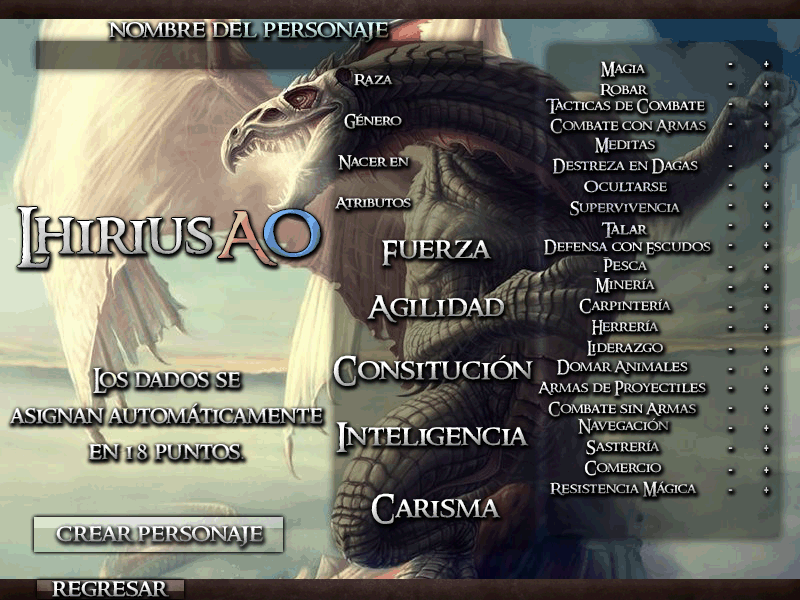 NOMBRE DEL PERSONAJE
RAZA
GÉNERO
NACER EN
ATRIBUTOS
LHIRIUS AO
FUERZA
AGILIDAD
CONSITUCIÓN
INTELIGENCIA
CARISMA
LOS DADOS SE
ASIGNAN AUTOMÁTICAMENTE
EN 18 PUNTOS.
CREAR PERSONAJE
REGRESAR
MAGIA - +
ROBAR - +
TACTICAS DE COMBATE - +
COMBATE CON ARMAS - +
MEDITAS - +
DESTREZA EN DAGAS - +
OCULTARSE - +
SUPERVIVENCIA - +
TALAR - +
DEFENSA CON ESCUDOS - +
PESCA - +
MINERÍA - +
CARPINTERÍA - +
HERRERÍA - +
LIDERAZGO - +
DOMAR ANIMALES - +
ARMAS DE PROYECTILES - +
COMBATE SIN ARMAS - +
NAVEGACIÓN - +
SASTRERÍA - +
COMERCIO - +
RESISTENCIA MÁGICA - +